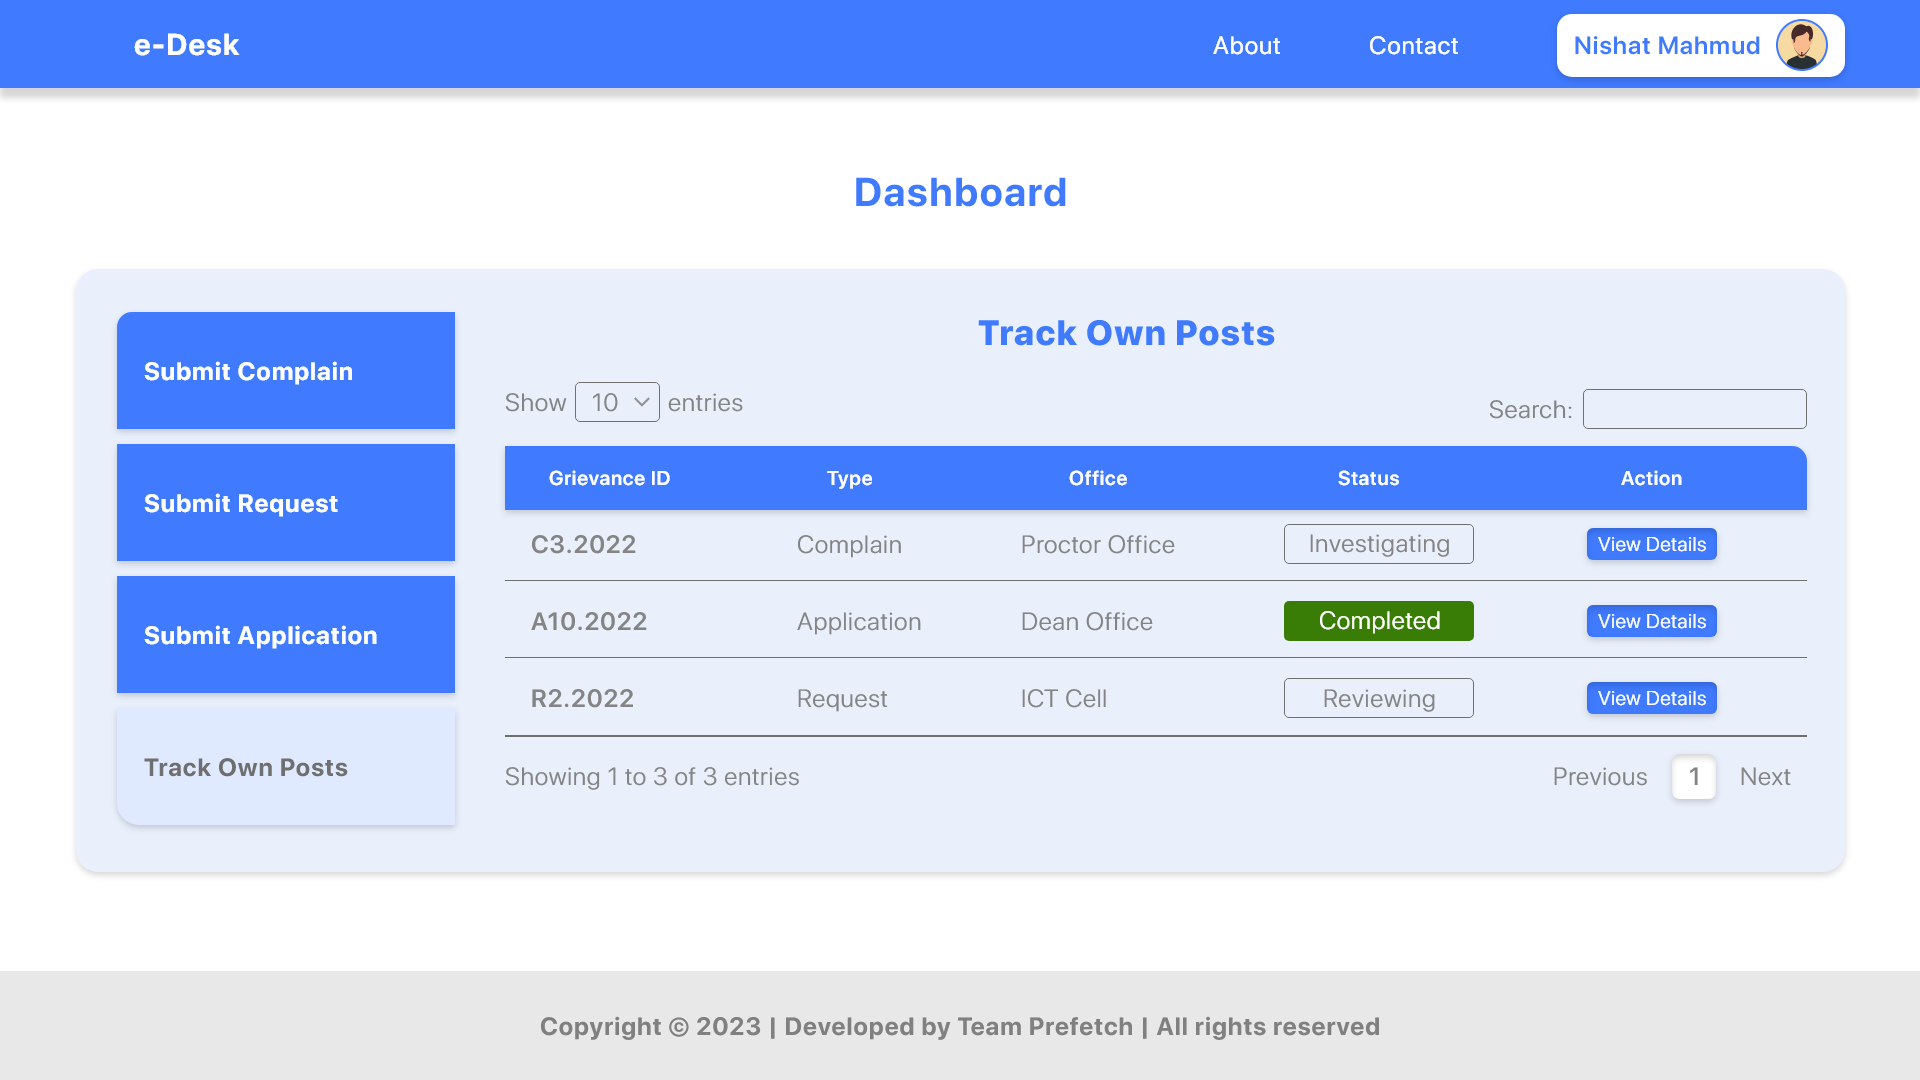 e-Desk About Contact Nishat Mahmud
Dashboard
Submit Complain
Submit Request
Submit Application
Track Own Posts
Track Own Posts
Show 10 entries Search:
Grievance ID Type Office Status Action
C3.2022 Complain Proctor Office Investigating View Details
A10.2022 Application Dean Office Completed View Details
R2.2022 Request ICT Cell Reviewing View Details
Showing 1 to 3 of 3 entries Previous 1 Next
Copyright © 2023 | Developed by Team Prefetch | All rights reserved